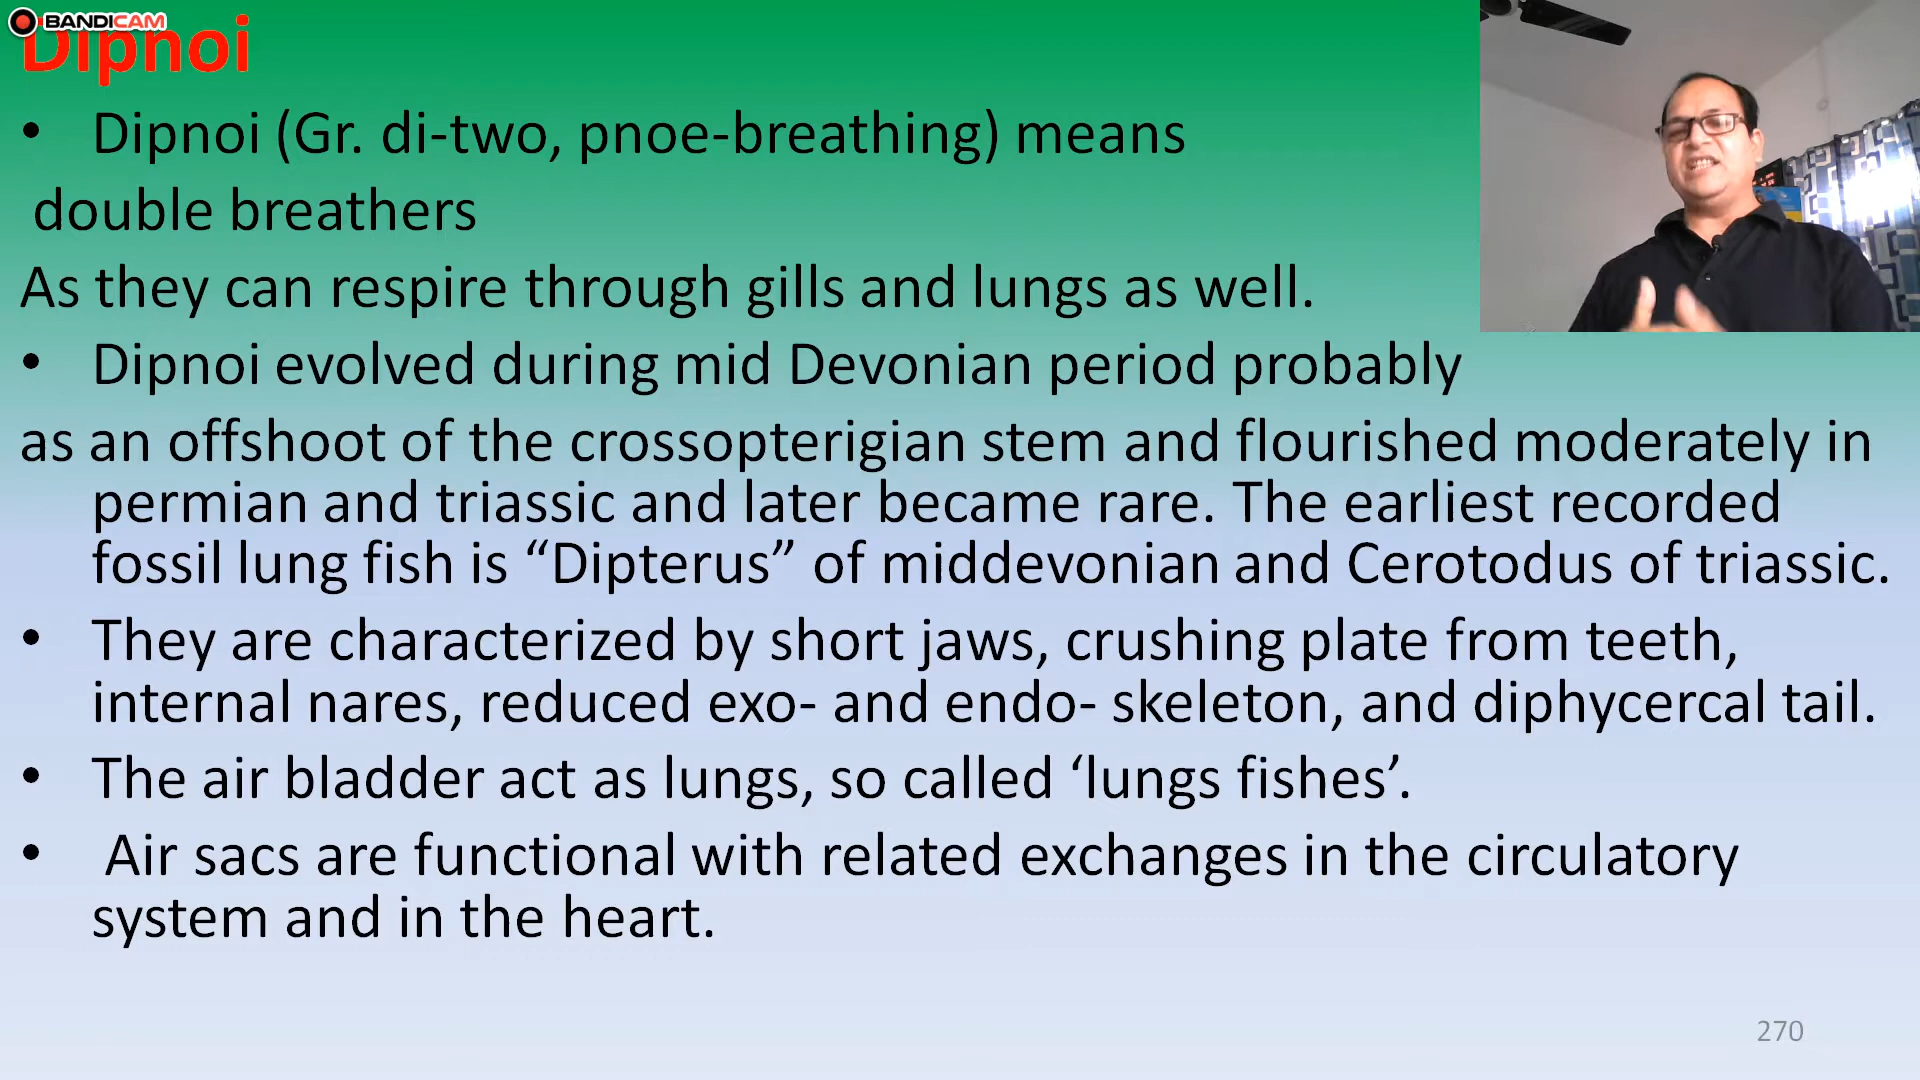 BANDICAM
Dipnoi
• Dipnoi (Gr. di-two, pnoe-breathing) means
double breathers
As they can respire through gills and lungs as well.
• Dipnoi evolved during mid Devonian period probably
as an offshoot of the crossopterigian stem and flourished moderately in
permian and triassic and later became rare. The earliest recorded
fossil lung fish is “Dipterus” of middevonian and Cerotodus of triassic.
• They are characterized by short jaws, crushing plate from teeth,
internal nares, reduced exo- and endo- skeleton, and diphycercal tail.
• The air bladder act as lungs, so called ‘lungs fishes’.
• Air sacs are functional with related exchanges in the circulatory
system and in the heart.
270